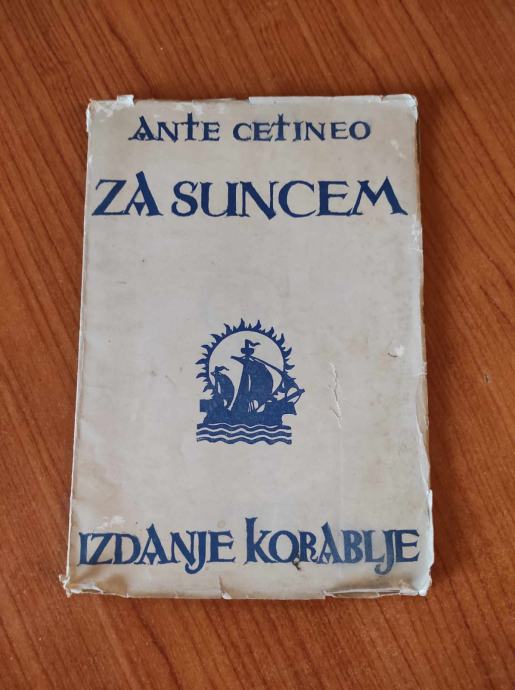 ANTE CETINEO
ZA SUNCEM
IZDANJE KORABLJE